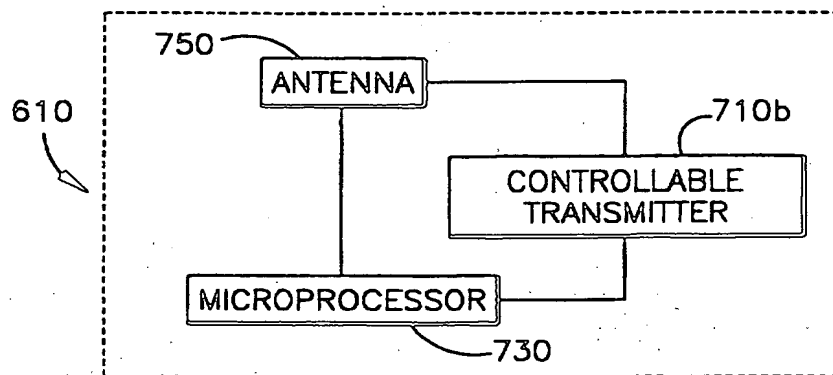 750
ANTENNA
610
710b
CONTROLLABLE
TRANSMITTER
MICROPROCESSOR
730